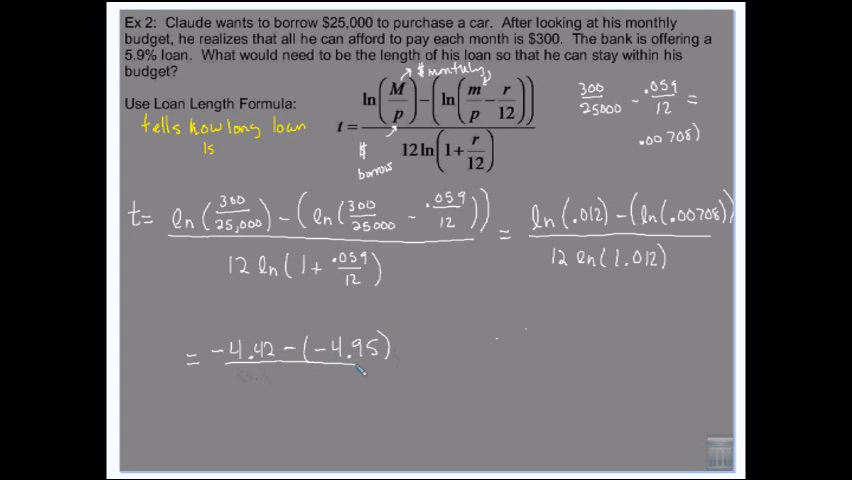 Ex 2: Claude wants to borrow $25,000 to purchase a car. After looking at his monthly
budget, he realizes that all he can afford to pay each month is $300. The bank is offering a
5.9% loan. What would need to be the length of his loan so that he can stay within his
budget?
Use Loan Length Formula:
tells how long loan
is
$ monthly
t = ( ln(M/p) − (ln(m/p − r/12)) ) / ( 12 ln(1 + r/12) )
$
borrow
300/25000 - .059/12 =
.00708)
t = ( ln(300/25,000) - (ln(300/25000 - .059/12)) ) / ( 12 ln(1 + .059/12) ) = ( ln(.012) - (ln(.00708)) ) / ( 12 ln(1.012) )
= -4.42 - (-4.95)